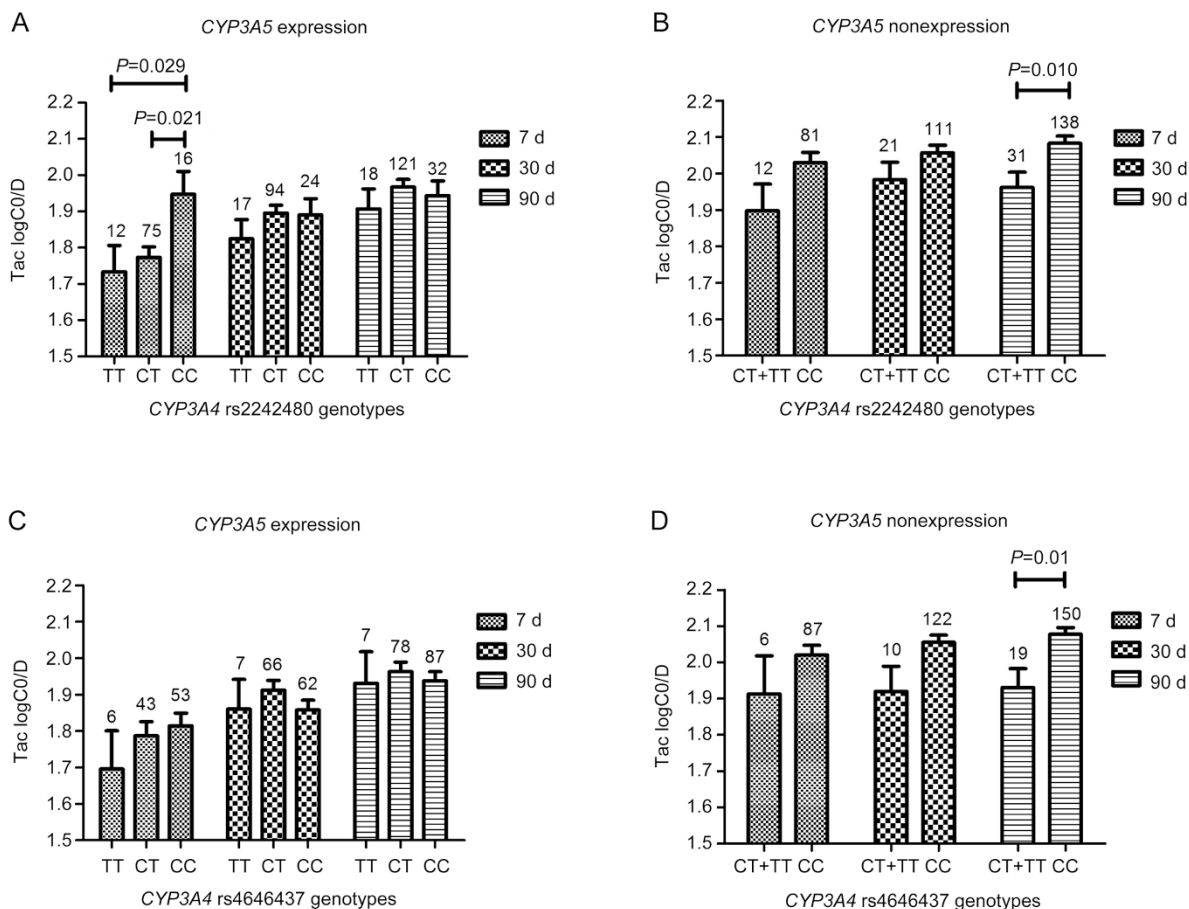 A
CYP3A5 expression
P=0.029
P=0.021
Tac logC0/D
2.2
2.1
2.0
1.9
1.8
1.7
1.6
1.5
12 75 16 17 94 24 18 121 32
7 d
30 d
90 d
TT CT CC TT CT CC TT CT CC
CYP3A4 rs2242480 genotypes
B
CYP3A5 nonexpression
P=0.010
Tac logC0/D
2.2
2.1
2.0
1.9
1.8
1.7
1.6
1.5
12 81 21 111 31 138
7 d
30 d
90 d
CT+TT CC CT+TT CC CT+TT CC
CYP3A4 rs2242480 genotypes
C
CYP3A5 expression
Tac logC0/D
2.2
2.1
2.0
1.9
1.8
1.7
1.6
1.5
6 43 53 7 66 62 7 78 87
7 d
30 d
90 d
TT CT CC TT CT CC TT CT CC
CYP3A4 rs4646437 genotypes
D
CYP3A5 nonexpression
P=0.01
Tac logC0/D
2.2
2.1
2.0
1.9
1.8
1.7
1.6
1.5
6 87 10 122 19 150
7 d
30 d
90 d
CT+TT CC CT+TT CC CT+TT CC
CYP3A4 rs4646437 genotypes